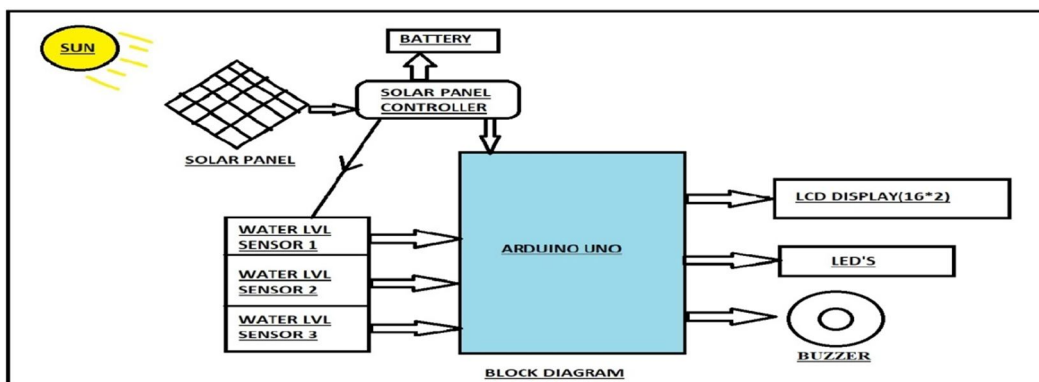 SUN
BATTERY
SOLAR PANEL
CONTROLLER
SOLAR PANEL
WATER LVL
SENSOR 1
WATER LVL
SENSOR 2
WATER LVL
SENSOR 3
ARDUINO UNO
LCD DISPLAY(16*2)
LED'S
BUZZER
BLOCK DIAGRAM